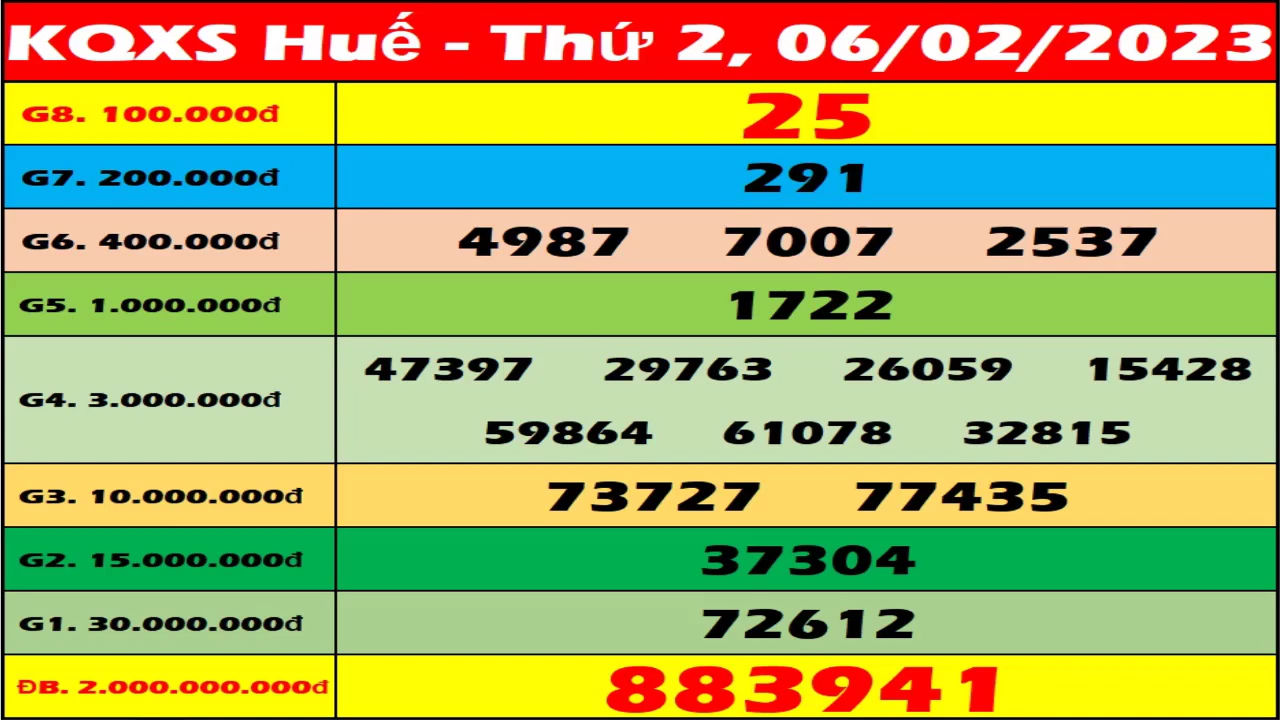 KQXS Huế - Thứ 2, 06/02/2023
G8. 100.000đ 25
G7. 200.000đ 291
G6. 400.000đ 4987 7007 2537
G5. 1.000.000đ 1722
G4. 3.000.000đ 47397 29763 26059 15428
59864 61078 32815
G3. 10.000.000đ 73727 77435
G2. 15.000.000đ 37304
G1. 30.000.000đ 72612
ĐB. 2.000.000.000đ 883941